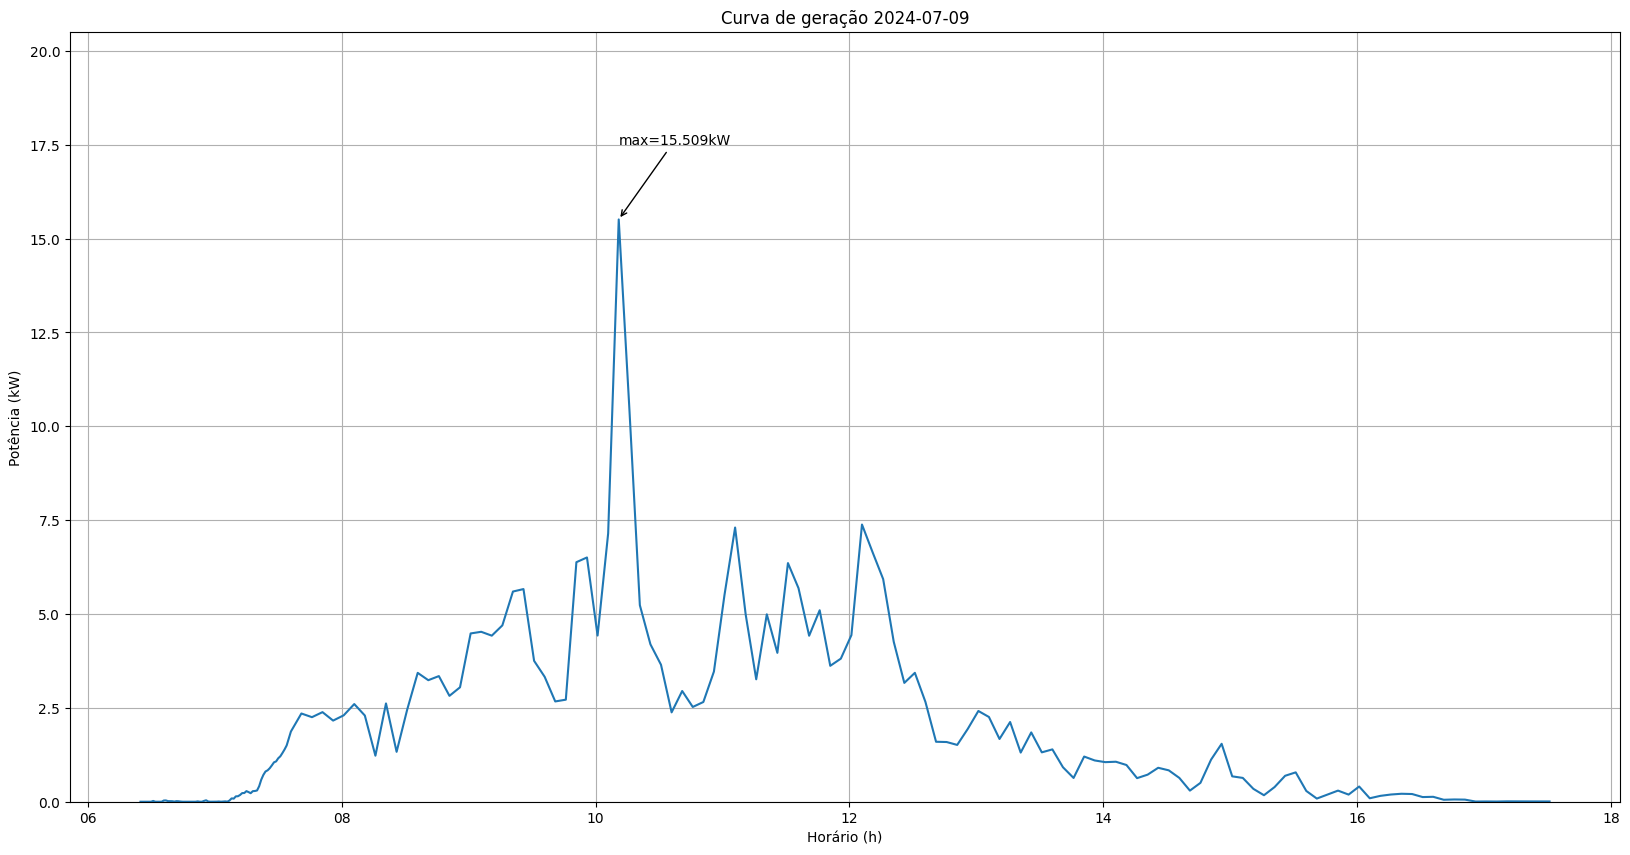 Curva de geração 2024-07-09
20.0
17.5
15.0
12.5
10.0
7.5
5.0
2.5
0.0
Potência (kW)
max=15.509kW
06 08 10 12 14 16 18
Horário (h)